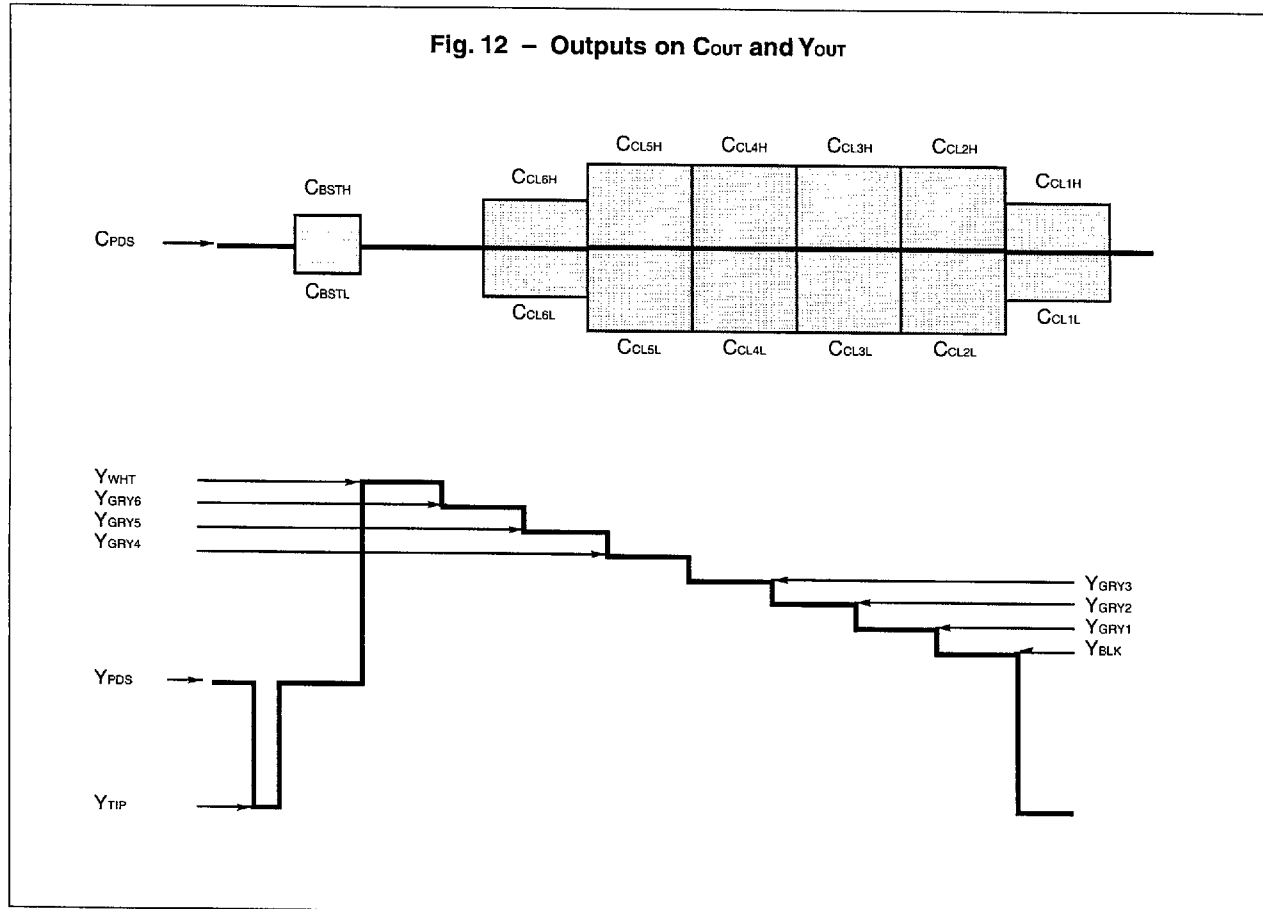 Fig. 12 – Outputs on COUT and YOUT
CCL5H CCL4H CCL3H CCL2H
CCL6H CCL1H
CBSTH
CPDS
CBSTL
CCL6L CCL1L
CCL5L CCL4L CCL3L CCL2L
YWHT
YGRY6
YGRY5
YGRY4
YGRY3
YGRY2
YGRY1
YBLK
YPDS
YTIP